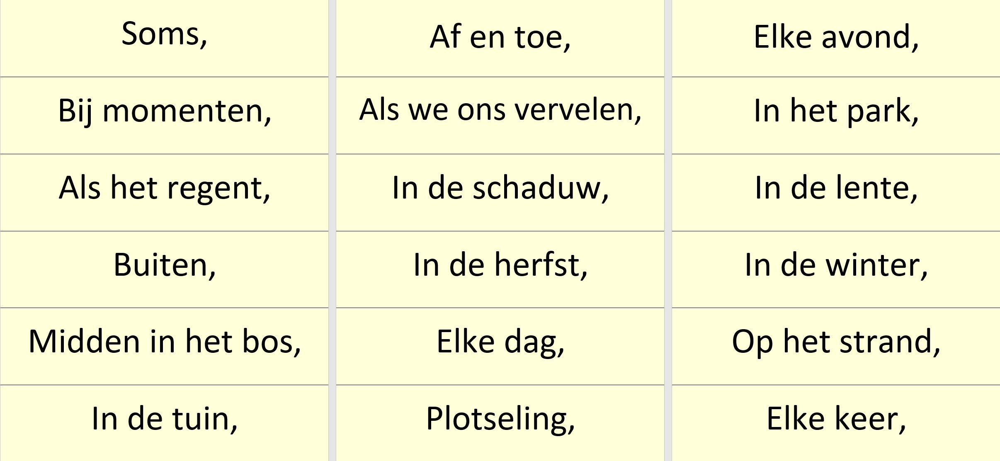 Soms,
Af en toe,
Elke avond,
Bij momenten,
Als we ons vervelen,
In het park,
Als het regent,
In de schaduw,
In de lente,
Buiten,
In de herfst,
In de winter,
Midden in het bos,
Elke dag,
Op het strand,
In de tuin,
Plotseling,
Elke keer,